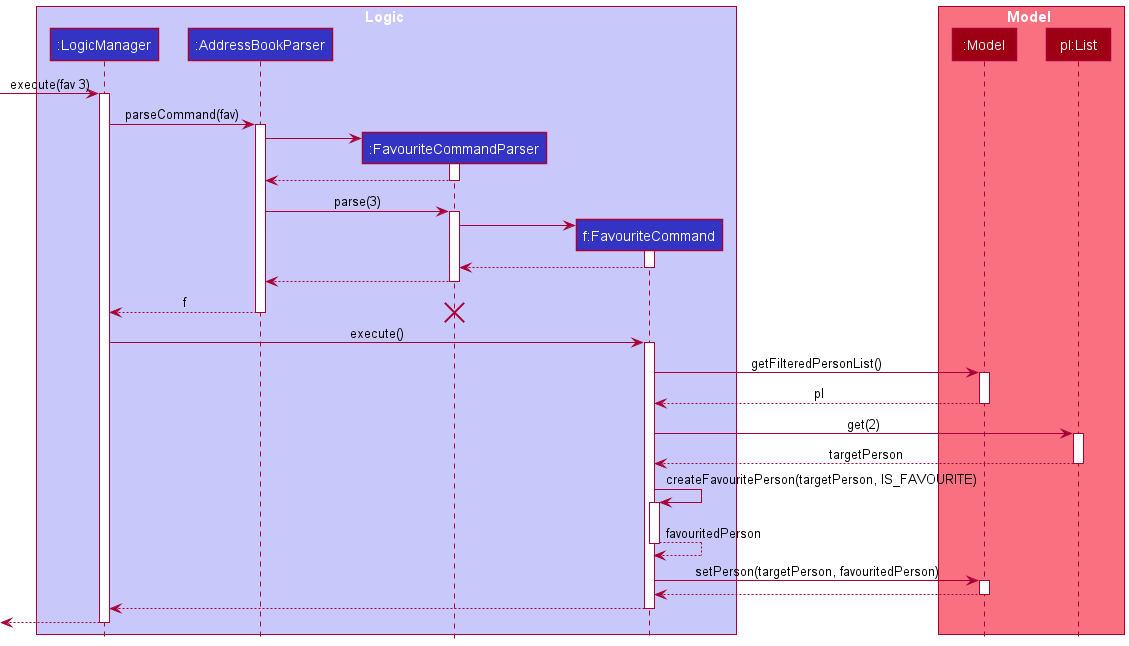 Logic
Model
:LogicManager
:AddressBookParser
:Model
pl:List
execute(fav 3)
parseCommand(fav)
:FavouriteCommandParser
parse(3)
f:FavouriteCommand
f
execute()
getFilteredPersonList()
pl
get(2)
targetPerson
createFavouritePerson(targetPerson, IS_FAVOURITE)
favouritedPerson
setPerson(targetPerson, favouritedPerson)